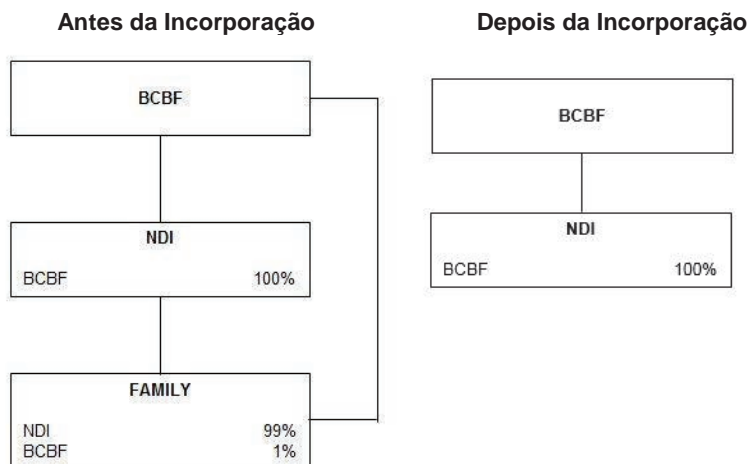 Antes da Incorporação
BCBF
NDI
BCBF 100%
FAMILY
NDI 99%
BCBF 1%
Depois da Incorporação
BCBF
NDI
BCBF 100%